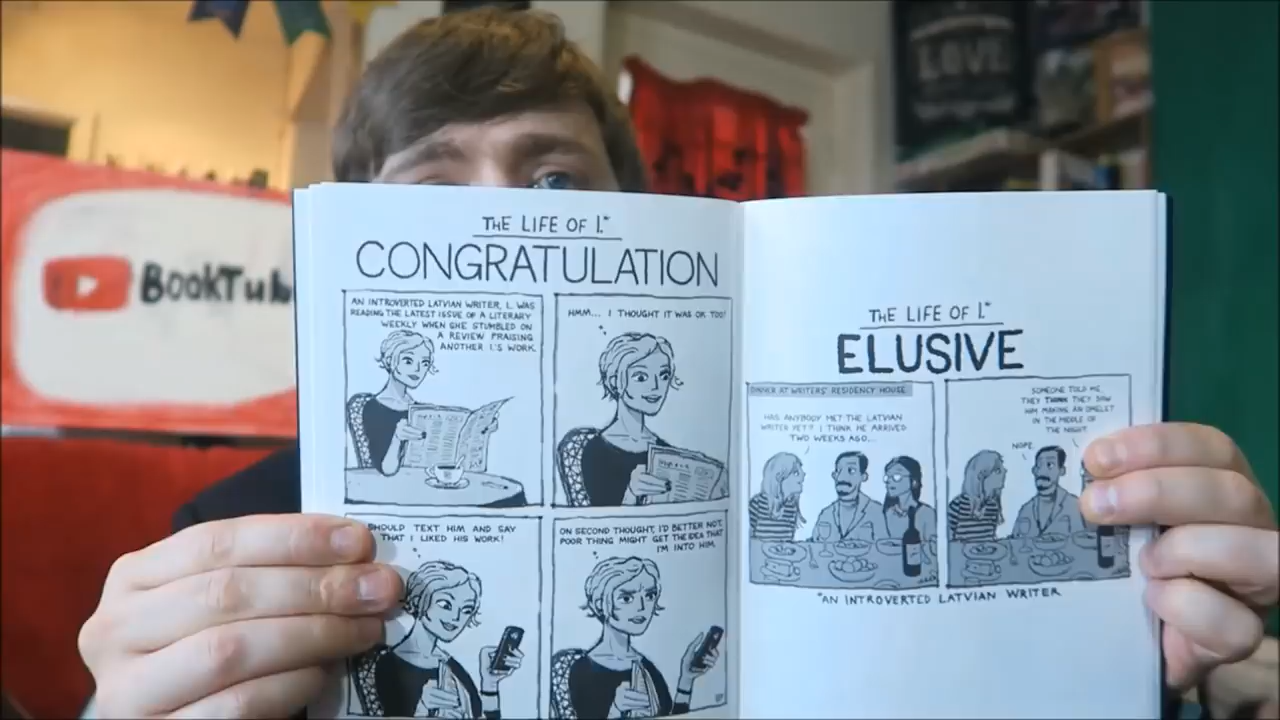 LOVE
BookTube
THE LIFE OF I.*
CONGRATULATION
AN INTROVERTED LATVIAN WRITER, I. WAS
READING THE LATEST ISSUE OF A LITERARY
WEEKLY WHEN SHE STUMBLED ON
A REVIEW PRAISING
ANOTHER I.'S WORK.
HMM... I THOUGHT IT WAS OK TOO!
SHOULD TEXT HIM AND SAY
THAT I LIKED HIS WORK!
ON SECOND THOUGHT, I'D BETTER NOT.
POOR THING MIGHT GET THE IDEA THAT
I'M INTO HIM.
THE LIFE OF I.*
ELUSIVE
DINNER AT WRITERS' RESIDENCY HOUSE
HAS ANYBODY MET THE LATVIAN
WRITER YET? I THINK HE ARRIVED
TWO WEEKS AGO...
SOMEONE TOLD ME
THEY THINK THEY SAW
HIM MAKING AN OMELET
IN THE MIDDLE OF
THE NIGHT
NOPE.
*AN INTROVERTED LATVIAN WRITER